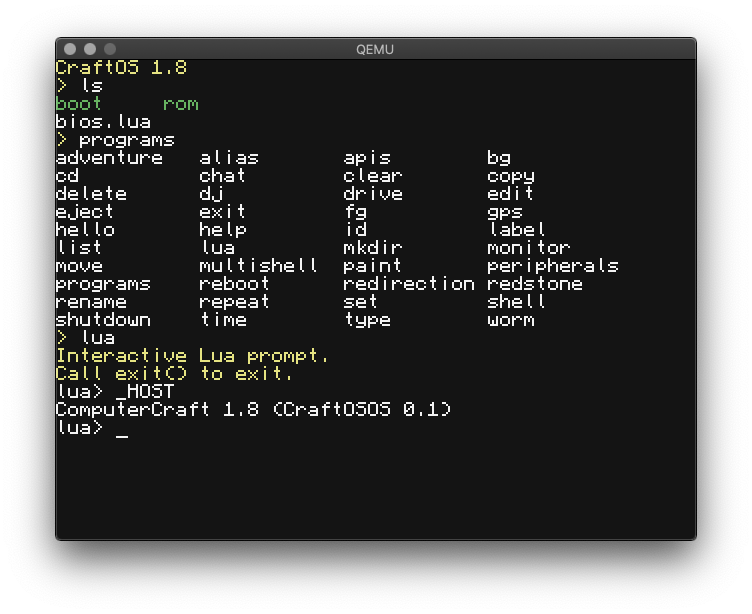 QEMU
CraftOS 1.8
> ls
boot rom
bios.lua
> programs
adventure alias apis bg
cd chat clear copy
delete dj drive edit
eject exit fg gps
hello help id label
list lua mkdir monitor
move multishell paint peripherals
programs reboot redirection redstone
rename repeat set shell
shutdown time type worm
> lua
Interactive Lua prompt.
Call exit() to exit.
lua> _HOST
ComputerCraft 1.8 (CraftOSOS 0.1)
lua> _